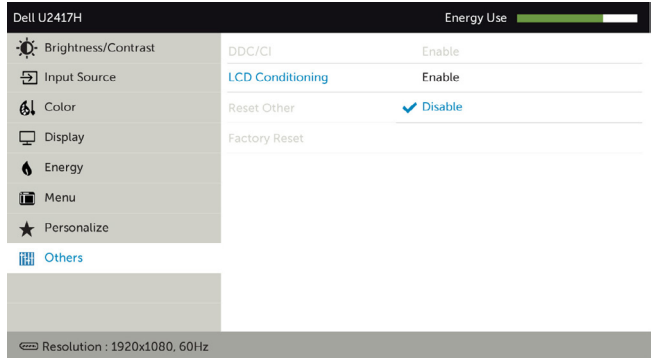 Dell U2417H Energy Use
Brightness/Contrast DDC/CI Enable
Input Source LCD Conditioning Enable
Color Reset Other Disable
Display Factory Reset
Energy
Menu
Personalize
Others
Resolution : 1920x1080, 60Hz